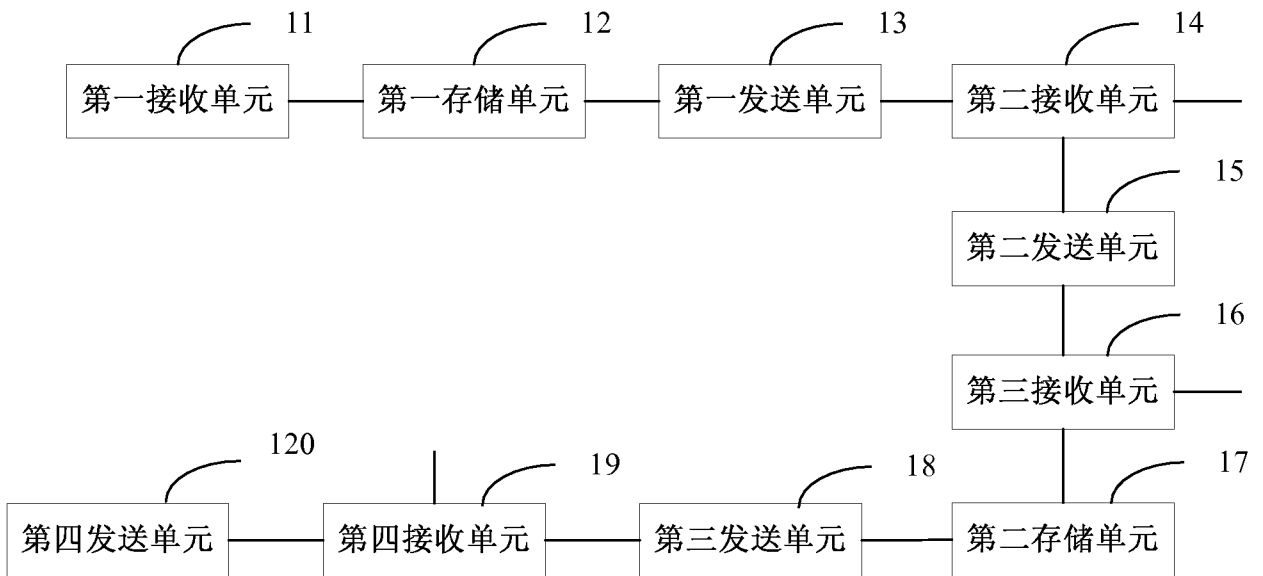 11
12
13
14
第一接收单元
第一存储单元
第一发送单元
第二接收单元
15
第二发送单元
16
第三接收单元
120
19
18
17
第四发送单元
第四接收单元
第三发送单元
第二存储单元